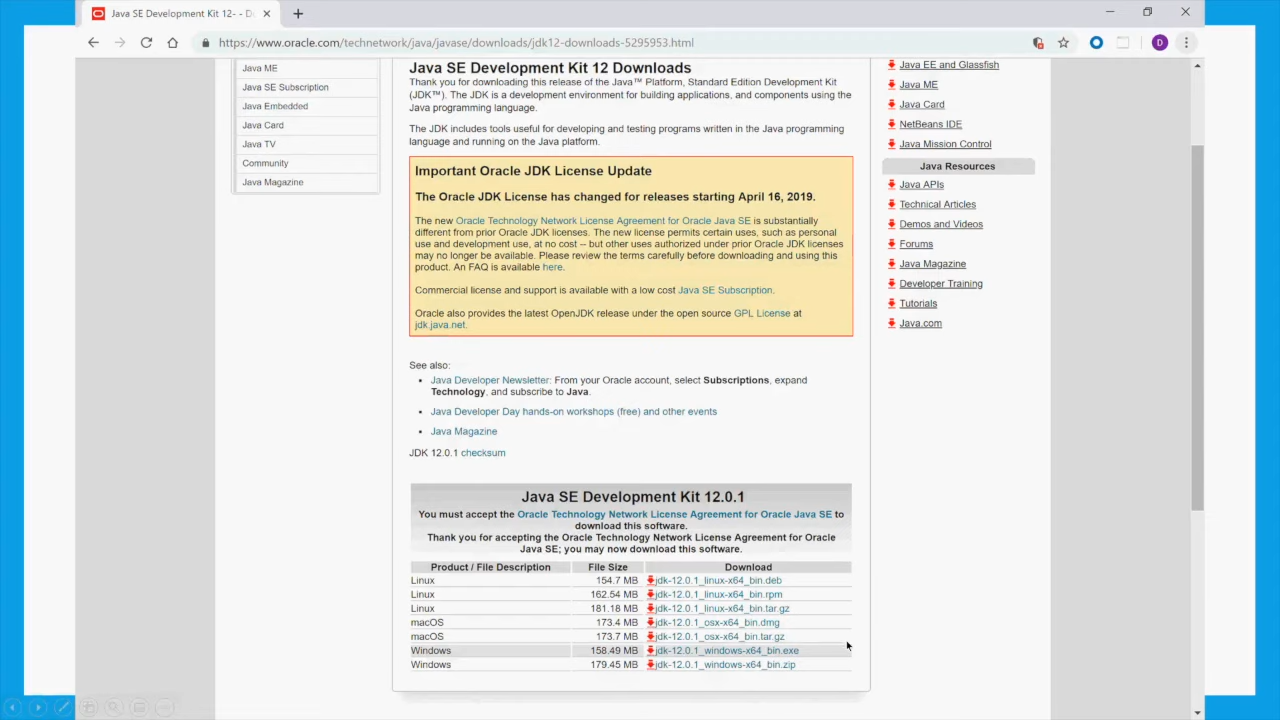 Java SE Development Kit 12- - D
https://www.oracle.com/technetwork/java/javase/downloads/jdk12-downloads-5295953.html
D
Java ME
Java SE Subscription
Java Embedded
Java Card
Java TV
Community
Java Magazine
Java SE Development Kit 12 Downloads
Thank you for downloading this release of the Java™ Platform, Standard Edition Development Kit
(JDK™). The JDK is a development environment for building applications, and components using the
Java programming language.
The JDK includes tools useful for developing and testing programs written in the Java programming
language and running on the Java platform.
Important Oracle JDK License Update
The Oracle JDK License has changed for releases starting April 16, 2019.
The new Oracle Technology Network License Agreement for Oracle Java SE is substantially
different from prior Oracle JDK licenses. The new license permits certain uses, such as personal
use and development use, at no cost -- but other uses authorized under prior Oracle JDK licenses
may no longer be available. Please review the terms carefully before downloading and using this
product. An FAQ is available here.
Commercial license and support is available with a low cost Java SE Subscription.
Oracle also provides the latest OpenJDK release under the open source GPL License at
jdk.java.net.
See also:
• Java Developer Newsletter: From your Oracle account, select Subscriptions, expand
Technology, and subscribe to Java.
• Java Developer Day hands-on workshops (free) and other events
• Java Magazine
JDK 12.0.1 checksum
Java SE Development Kit 12.0.1
You must accept the Oracle Technology Network License Agreement for Oracle Java SE to
download this software.
Thank you for accepting the Oracle Technology Network License Agreement for Oracle
Java SE; you may now download this software.
Product / File Description File Size Download
Linux 154.7 MB jdk-12.0.1_linux-x64_bin.deb
Linux 162.54 MB jdk-12.0.1_linux-x64_bin.rpm
Linux 181.18 MB jdk-12.0.1_linux-x64_bin.tar.gz
macOS 173.4 MB jdk-12.0.1_osx-x64_bin.dmg
macOS 173.7 MB jdk-12.0.1_osx-x64_bin.tar.gz
Windows 158.49 MB jdk-12.0.1_windows-x64_bin.exe
Windows 179.45 MB jdk-12.0.1_windows-x64_bin.zip
Java EE and Glassfish
Java ME
Java Card
NetBeans IDE
Java Mission Control
Java Resources
Java APIs
Technical Articles
Demos and Videos
Forums
Java Magazine
Developer Training
Tutorials
Java.com